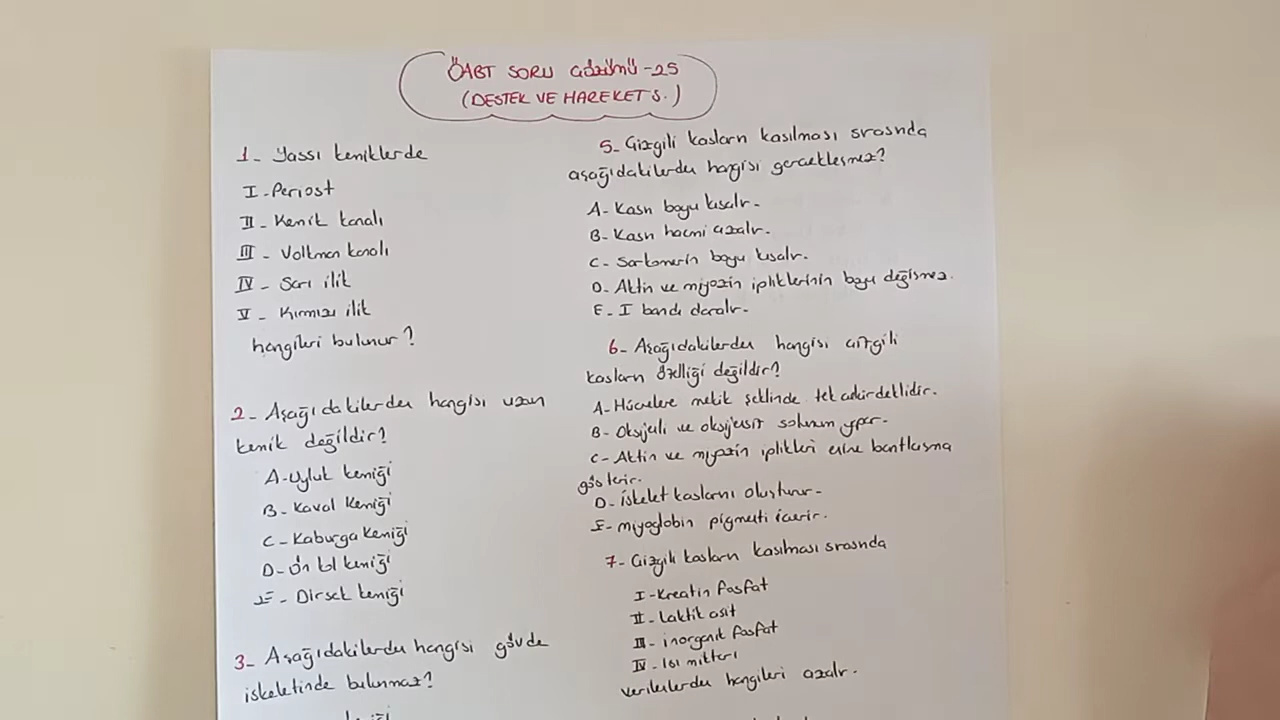 ÖABT SORU ÇÖZÜMÜ -25
(DESTEK VE HAREKET S.)
1- Yassı kemiklerde
I - Periost
II - Kemik kanalı
III - Volkman kanalı
IV - Sarı ilik
V - Kırmızı ilik
hangileri bulunur?
2- Aşağıdakilerden hangisi uzun
kemik değildir?
A- Uyluk kemiği
B- Kaval kemiği
C- Kaburga kemiği
D- Ön kol kemiği
E- Dirsek kemiği
3- Aşağıdakilerden hangisi gövde
iskeletinde bulunmaz?
5- Çizgili kasların kasılması sırasında
aşağıdakilerden hangisi gerçekleşmez?
A- Kasın boyu kısalır.
B- Kasın hacmi azalır.
C- Sarkomerin boyu kısalır.
D- Aktin ve miyozin ipliklerinin boyu değişmez.
E- I bandı daralır.
6- Aşağıdakilerden hangisi çizgili
kasların özelliği değildir?
A- Hücreleri mekik şeklinde tek çekirdeklidir.
B- Oksijenli ve oksijensiz solunum yapar.
C- Aktin ve miyozin iplikleri enine bantlaşma
gösterir.
D- İskelet kaslarını oluşturur.
E- miyoglobin pigmenti içerir.
7- Çizgili kasların kasılması sırasında
I - Kreatin fosfat
II - Laktik asit
III - inorganik fosfat
IV - Isı miktarı
verilenlerden hangileri azalır.